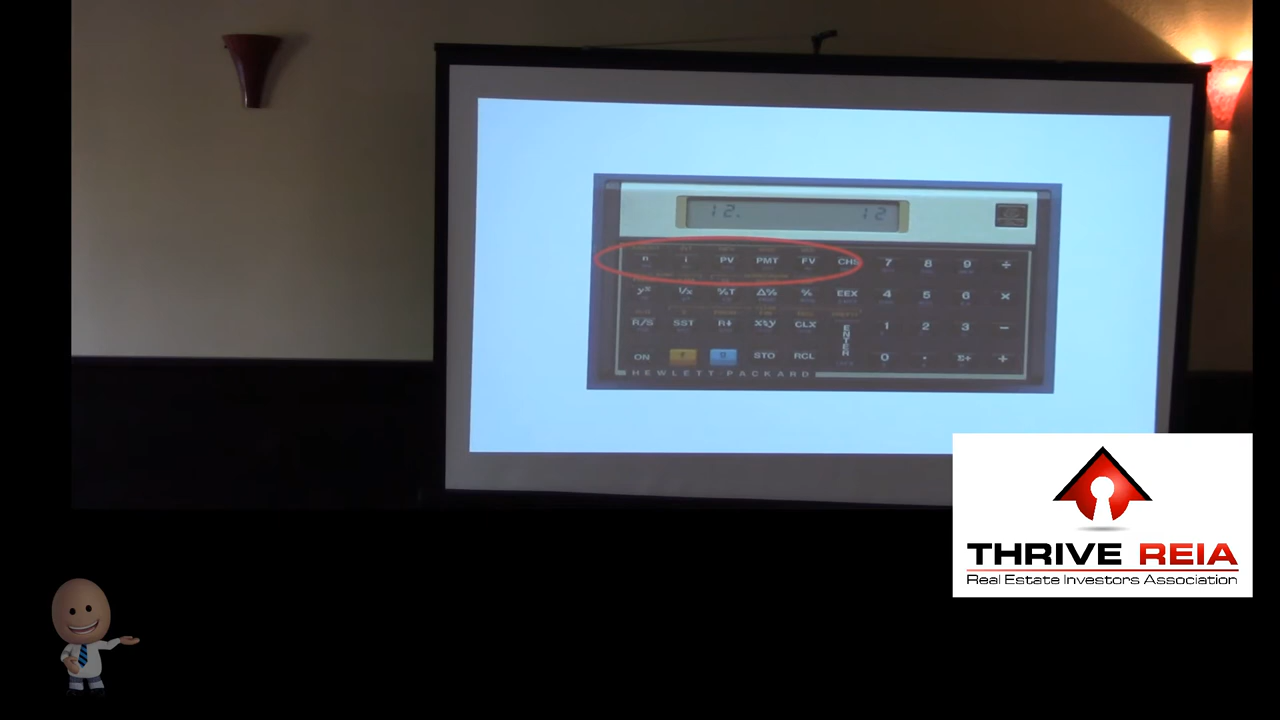 12. 12
n i PV PMT FV CHS 7 8 9 ÷
yˣ 1/x %T Δ% % EEX 4 5 6 ×
R/S SST R↓ x≷y CLX ENTER 1 2 3 −
ON f g STO RCL 0 . Σ+ +
HEWLETT·PACKARD
THRIVE REIA
Real Estate Investors Association